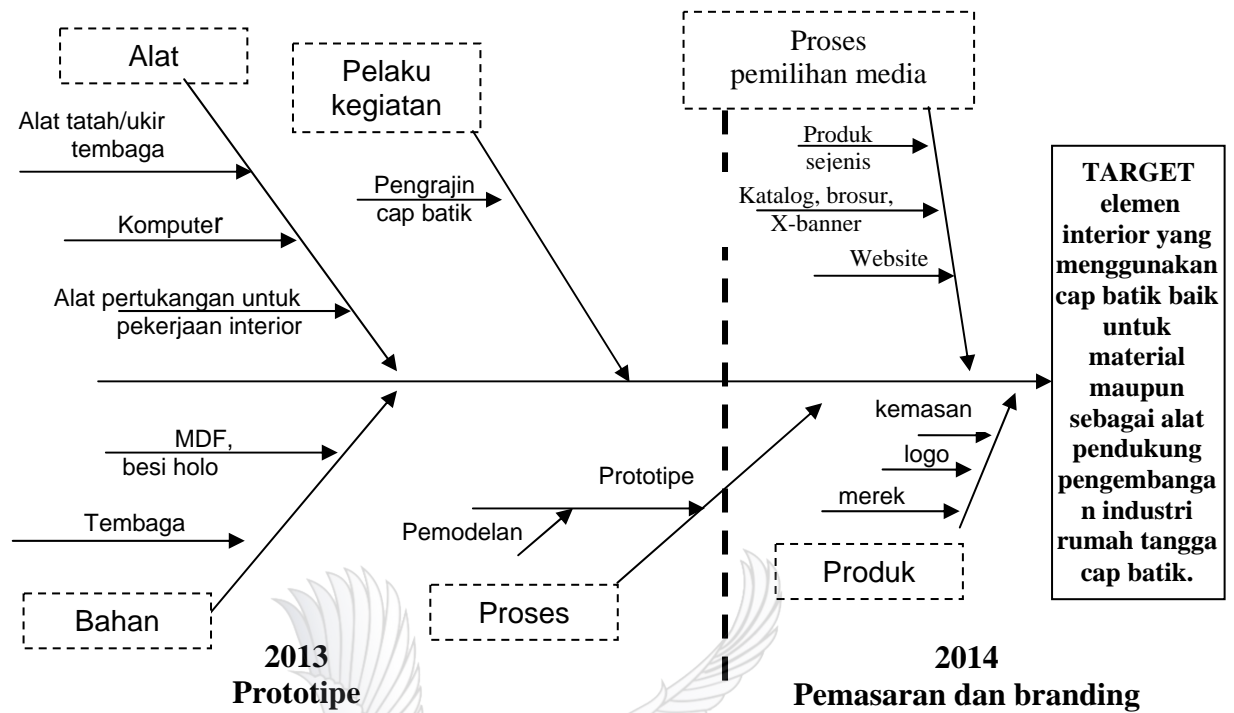 Alat
Alat tatah/ukir
tembaga
Komputer
Alat pertukangan untuk
pekerjaan interior
Pelaku
kegiatan
Pengrajin
cap batik
Proses
pemilihan media
Produk
sejenis
Katalog, brosur,
X-banner
Website
TARGET
elemen
interior yang
menggunakan
cap batik baik
untuk
material
maupun
sebagai alat
pendukung
pengembanga
n industri
rumah tangga
cap batik.
MDF,
besi holo
Tembaga
Bahan
Prototipe
Pemodelan
Proses
kemasan
logo
merek
Produk
2013
Prototipe
2014
Pemasaran dan branding